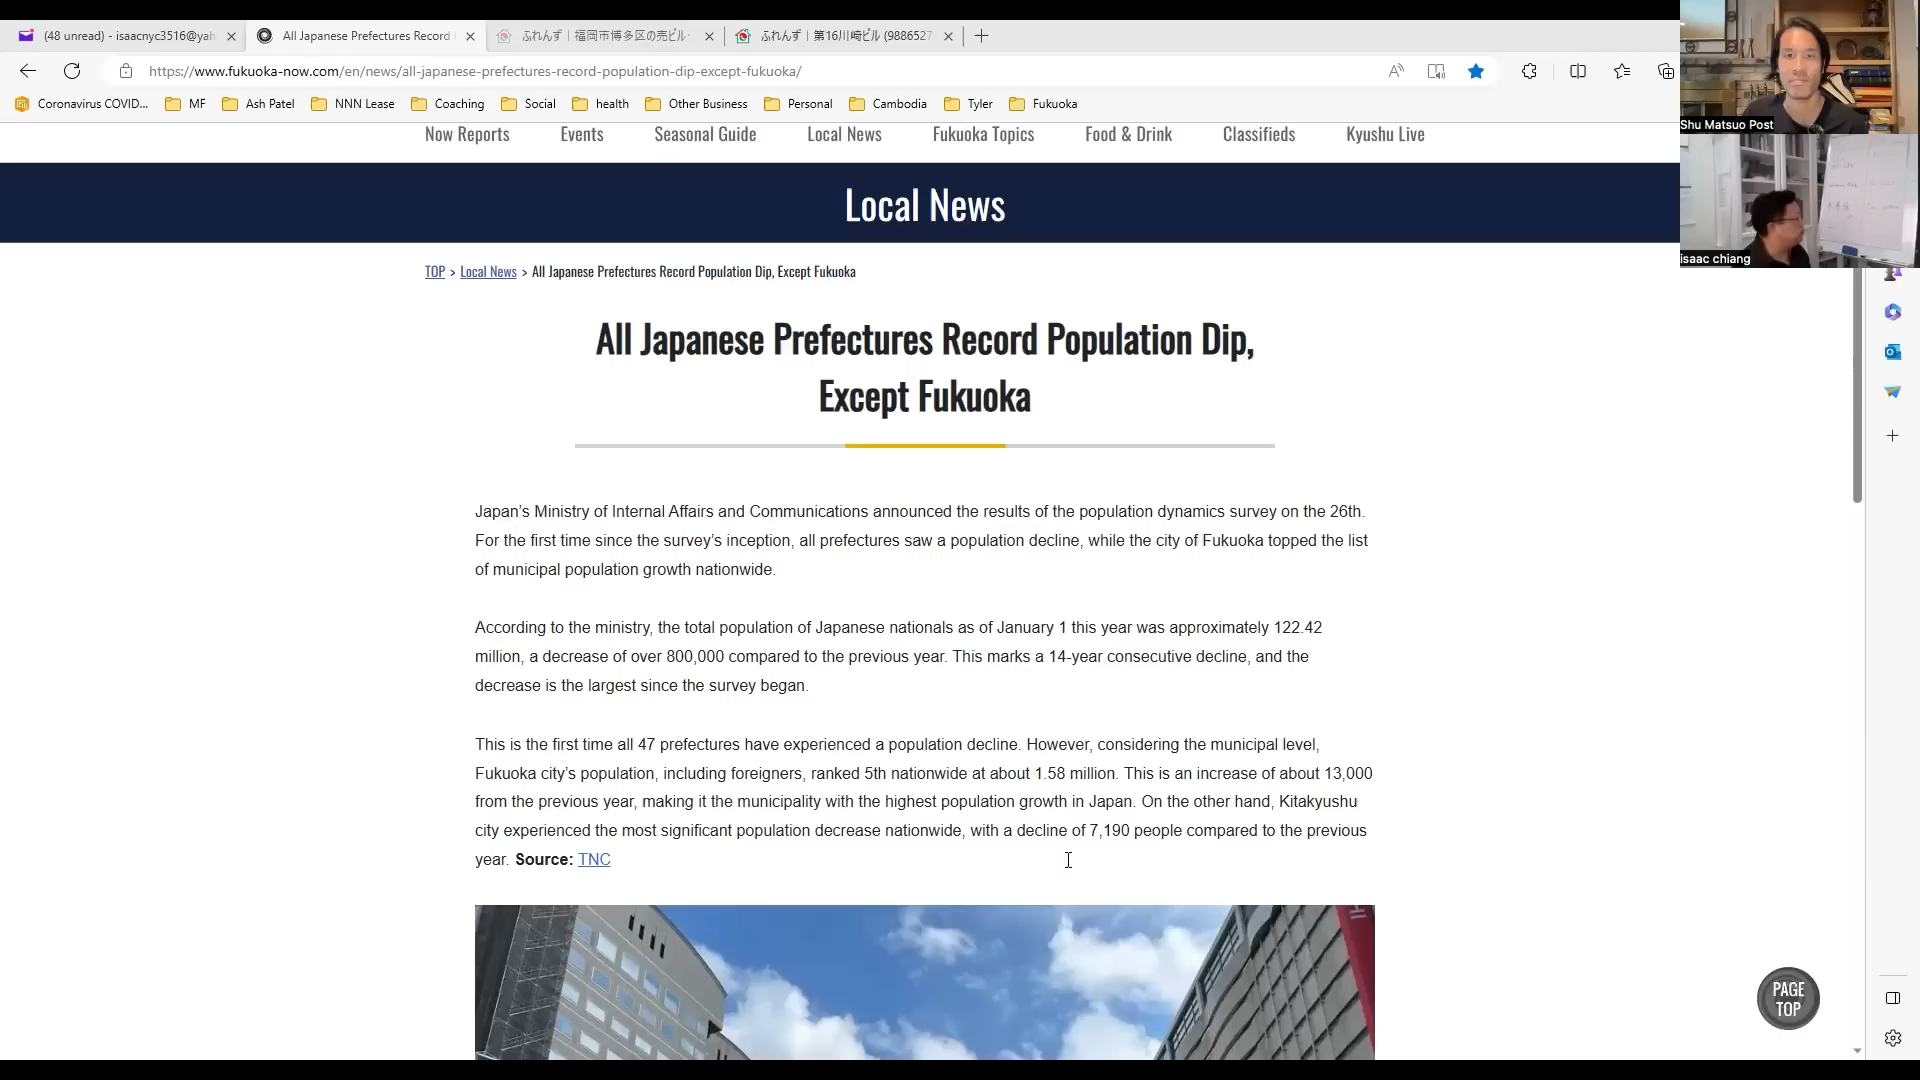 (48 unread) - isaacnyc3516@yah
All Japanese Prefectures Record
ふれんず｜福岡市博多区の売ビル・
ふれんず｜第16川崎ビル (9886527
https://www.fukuoka-now.com/en/news/all-japanese-prefectures-record-population-dip-except-fukuoka/
Coronavirus COVID...
MF
Ash Patel
NNN Lease
Coaching
Social
health
Other Business
Personal
Cambodia
Tyler
Fukuoka
Shu Matsuo Post
isaac chiang
Now Reports
Events
Seasonal Guide
Local News
Fukuoka Topics
Food & Drink
Classifieds
Kyushu Live
Local News
TOP > Local News > All Japanese Prefectures Record Population Dip, Except Fukuoka
All Japanese Prefectures Record Population Dip,
Except Fukuoka
Japan’s Ministry of Internal Affairs and Communications announced the results of the population dynamics survey on the 26th.
For the first time since the survey’s inception, all prefectures saw a population decline, while the city of Fukuoka topped the list
of municipal population growth nationwide.
According to the ministry, the total population of Japanese nationals as of January 1 this year was approximately 122.42
million, a decrease of over 800,000 compared to the previous year. This marks a 14-year consecutive decline, and the
decrease is the largest since the survey began.
This is the first time all 47 prefectures have experienced a population decline. However, considering the municipal level,
Fukuoka city’s population, including foreigners, ranked 5th nationwide at about 1.58 million. This is an increase of about 13,000
from the previous year, making it the municipality with the highest population growth in Japan. On the other hand, Kitakyushu
city experienced the most significant population decrease nationwide, with a decline of 7,190 people compared to the previous
year. Source: TNC
PAGE
TOP